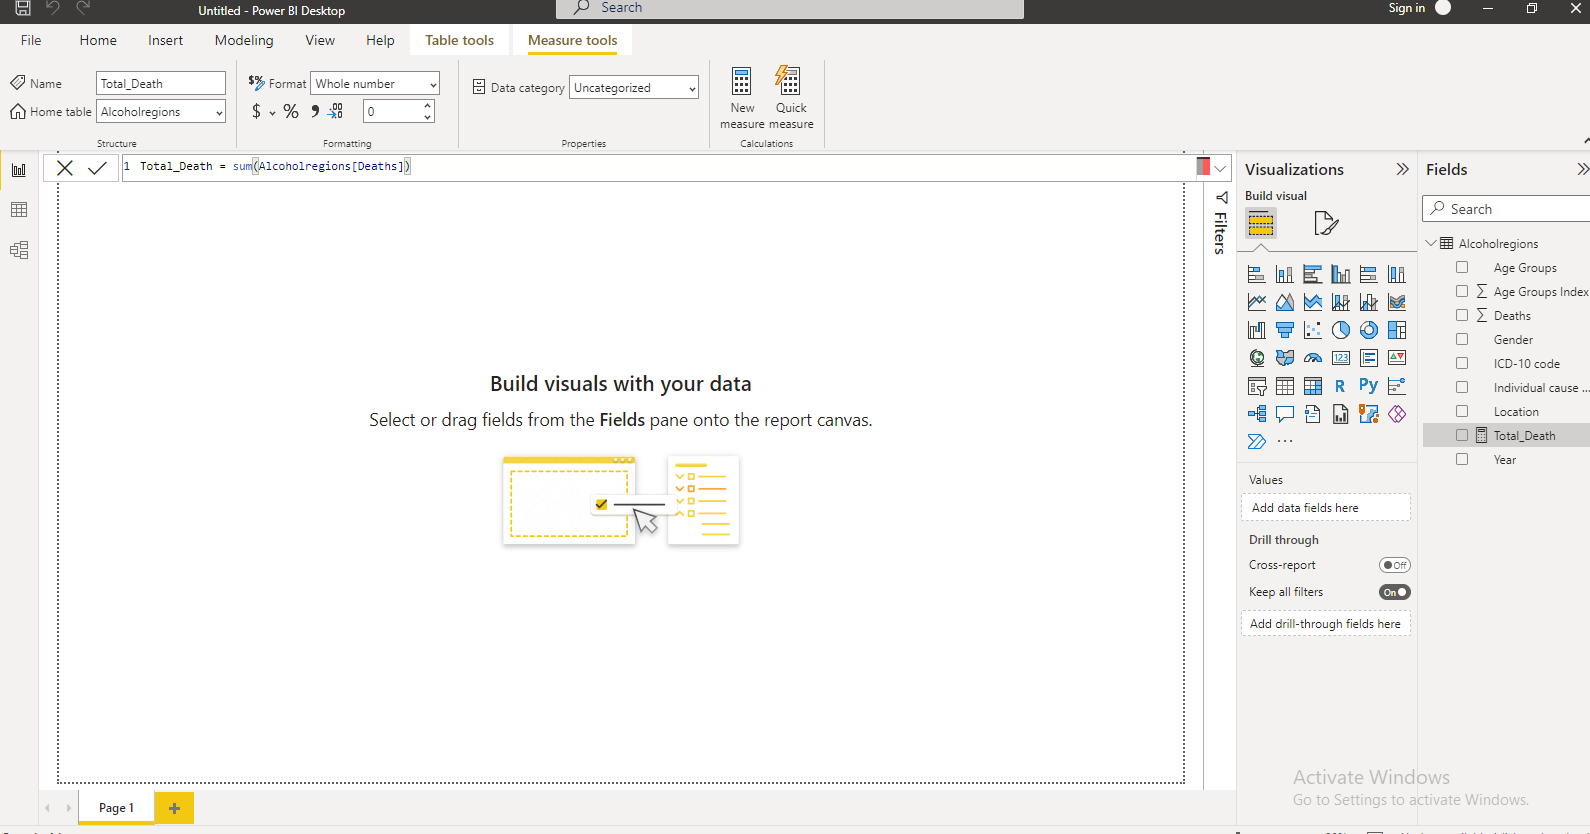 Untitled - Power BI Desktop
Search
Sign in
File
Home
Insert
Modeling
View
Help
Table tools
Measure tools
Name
Total_Death
Format
Whole number
Data category
Uncategorized
New measure
Quick measure
Home table
Alcoholregions
$ % 0
Structure
Formatting
Properties
Calculations
1 Total_Death = sum(Alcoholregions[Deaths])
Filters
Build visuals with your data
Select or drag fields from the Fields pane onto the report canvas.
Visualizations
Build visual
123
R
Py
...
Values
Add data fields here
Drill through
Cross-report
Off
Keep all filters
On
Add drill-through fields here
Fields
Search
Alcoholregions
Age Groups
Age Groups Index
Deaths
Gender
ICD-10 code
Individual cause ...
Location
Total_Death
Year
Activate Windows
Go to Settings to activate Windows.
Page 1